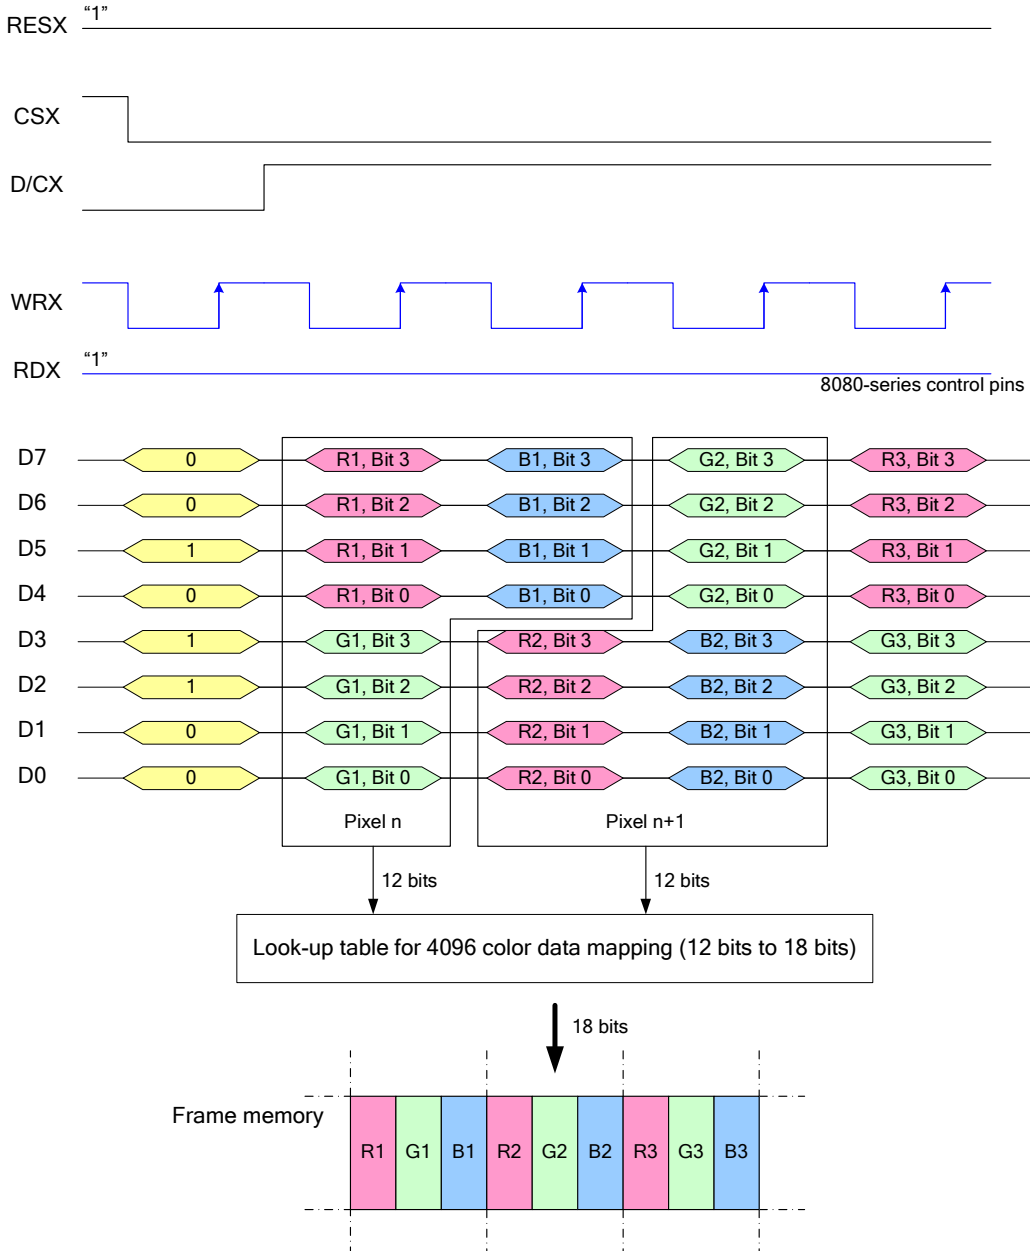 RESX “1”
CSX
D/CX
WRX
RDX “1”
8080-series control pins
D7 0 R1, Bit 3 B1, Bit 3 G2, Bit 3 R3, Bit 3
D6 0 R1, Bit 2 B1, Bit 2 G2, Bit 2 R3, Bit 2
D5 1 R1, Bit 1 B1, Bit 1 G2, Bit 1 R3, Bit 1
D4 0 R1, Bit 0 B1, Bit 0 G2, Bit 0 R3, Bit 0
D3 1 G1, Bit 3 R2, Bit 3 B2, Bit 3 G3, Bit 3
D2 1 G1, Bit 2 R2, Bit 2 B2, Bit 2 G3, Bit 2
D1 0 G1, Bit 1 R2, Bit 1 B2, Bit 1 G3, Bit 1
D0 0 G1, Bit 0 R2, Bit 0 B2, Bit 0 G3, Bit 0
Pixel n Pixel n+1
12 bits 12 bits
Look-up table for 4096 color data mapping (12 bits to 18 bits)
18 bits
Frame memory
R1 G1 B1 R2 G2 B2 R3 G3 B3